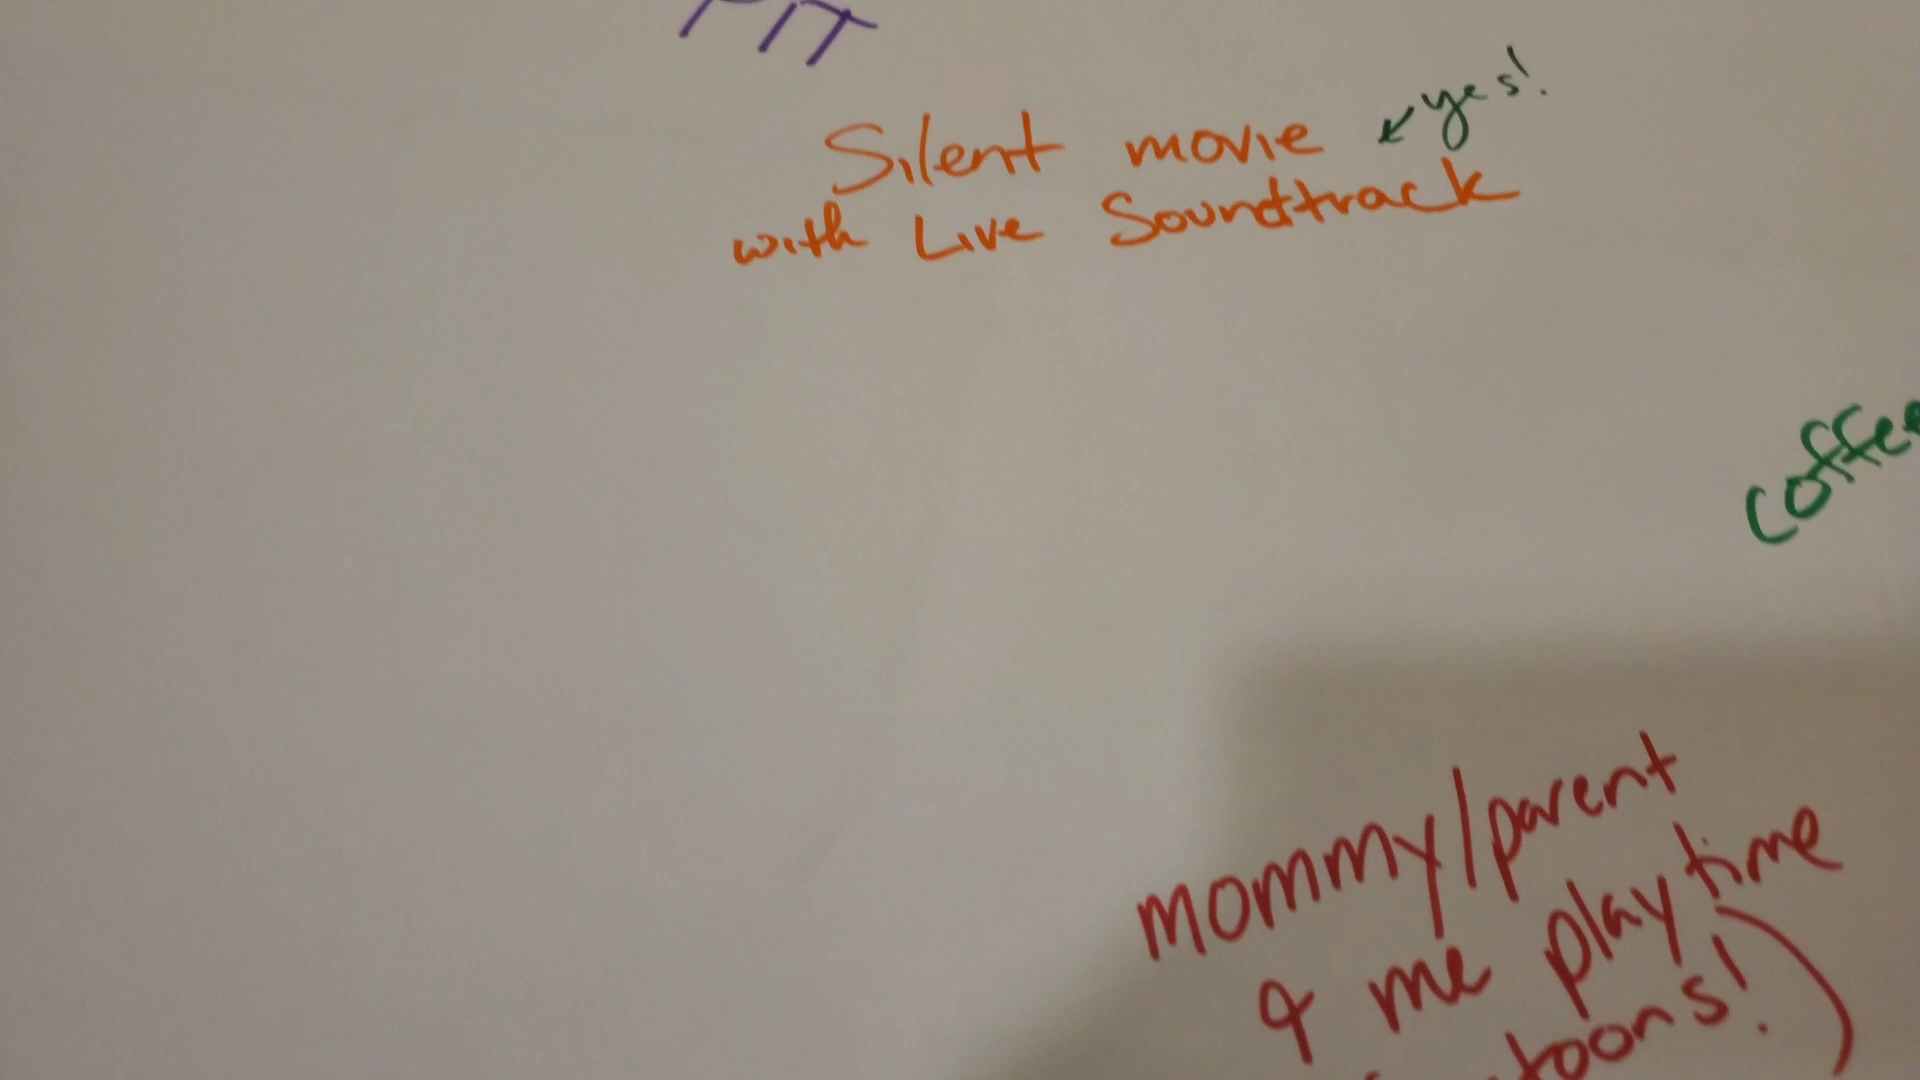 Silent movie ↙ yes!
with Live Soundtrack
coffee
mommy/parent
& me playtime